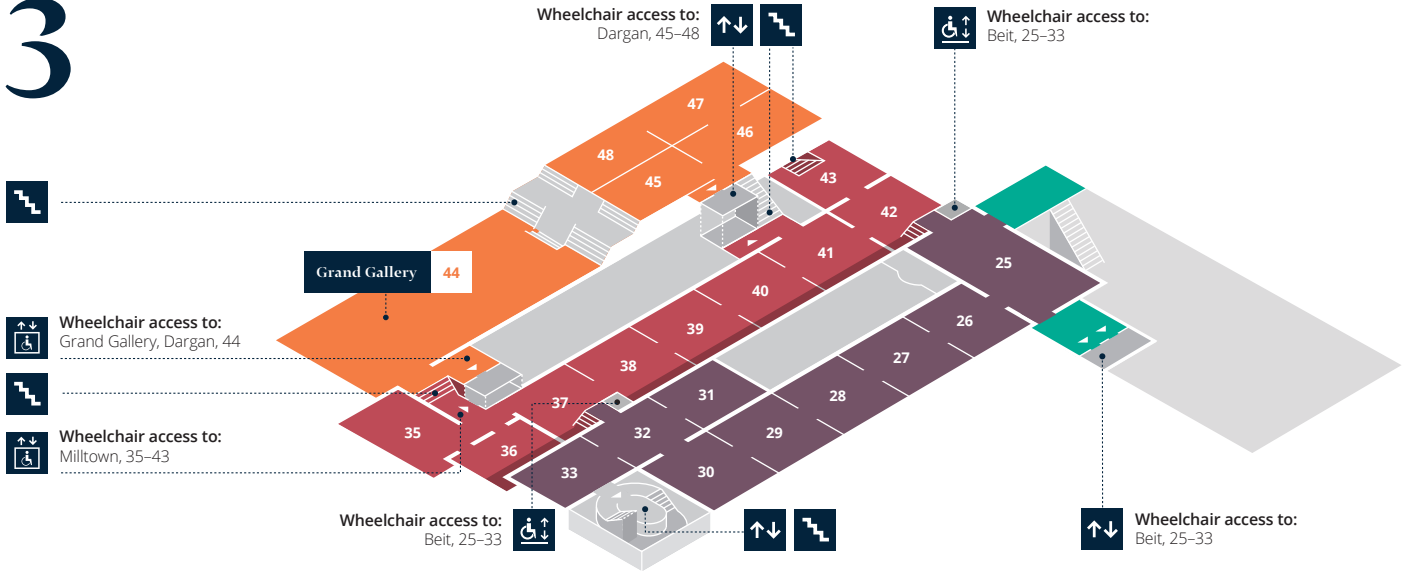 3
Wheelchair access to:
Dargan, 45–48
Wheelchair access to:
Beit, 25–33
47
46
48
45
43
42
41
25
Grand Gallery 44
40
39
26
27
38
28
31
37
29
32
35
36
33
30
Wheelchair access to:
Grand Gallery, Dargan, 44
Wheelchair access to:
Milltown, 35–43
Wheelchair access to:
Beit, 25–33
Wheelchair access to:
Beit, 25–33